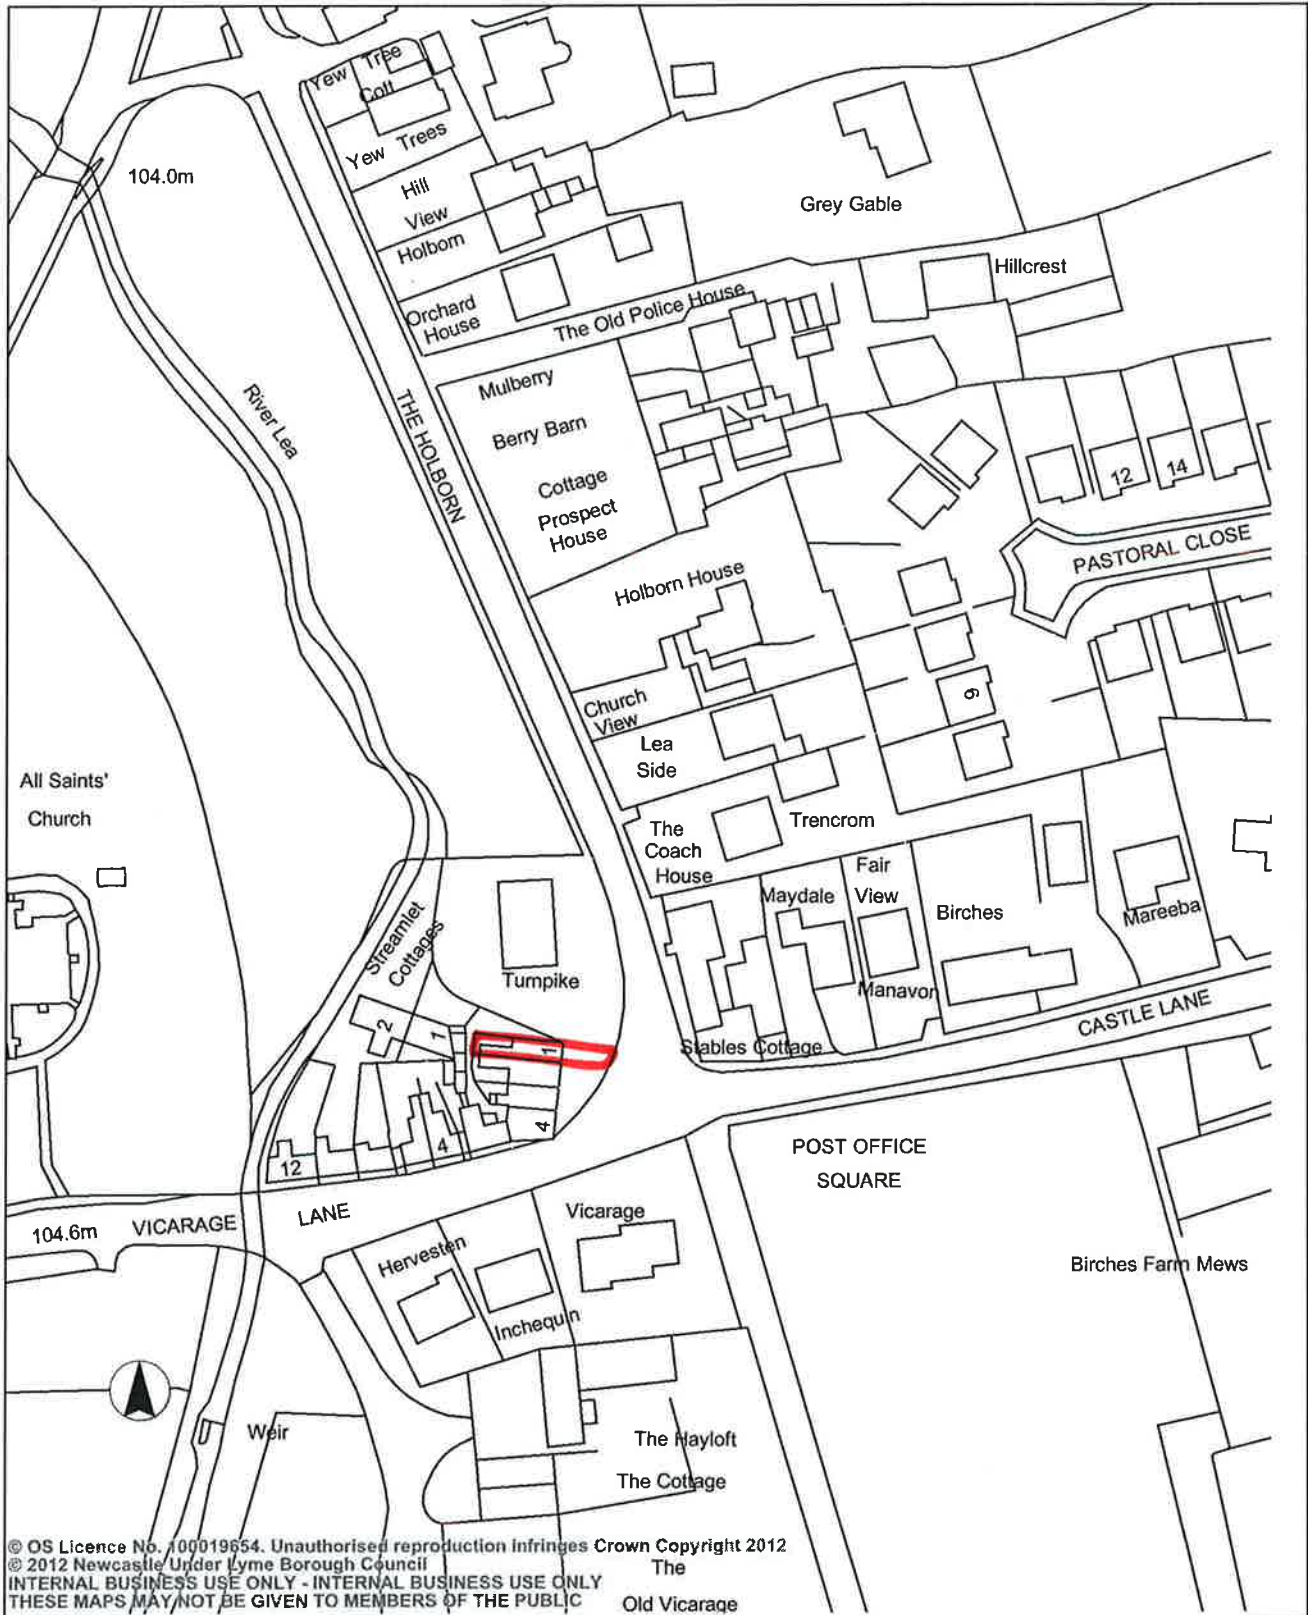 Yew Tree
Cott
Yew Trees
104.0m
Hill
View
Holborn
Grey Gable
Hillcrest
Orchard
House
The Old Police House
Mulberry
River Lea
THE HOLBORN
Berry Barn
Cottage
Prospect
House
12
14
PASTORAL CLOSE
Holborn House
9
Church
View
Lea
Side
All Saints'
Church
The
Coach
House
Trencrom
Fair
View
Maydale
Birches
Mareeba
Streamlet
Cottages
Turnpike
Manavon
CASTLE LANE
2
1
1
Stables Cottage
4
4
12
POST OFFICE
SQUARE
104.6m
VICARAGE LANE
Vicarage
Hervesten
Inchequin
Birches Farm Mews
Weir
The Hayloft
The Cottage
© OS Licence No. 100019654. Unauthorised reproduction infringes Crown Copyright 2012
© 2012 Newcastle Under Lyme Borough Council
The
INTERNAL BUSINESS USE ONLY - INTERNAL BUSINESS USE ONLY
THESE MAPS MAY NOT BE GIVEN TO MEMBERS OF THE PUBLIC
Old Vicarage